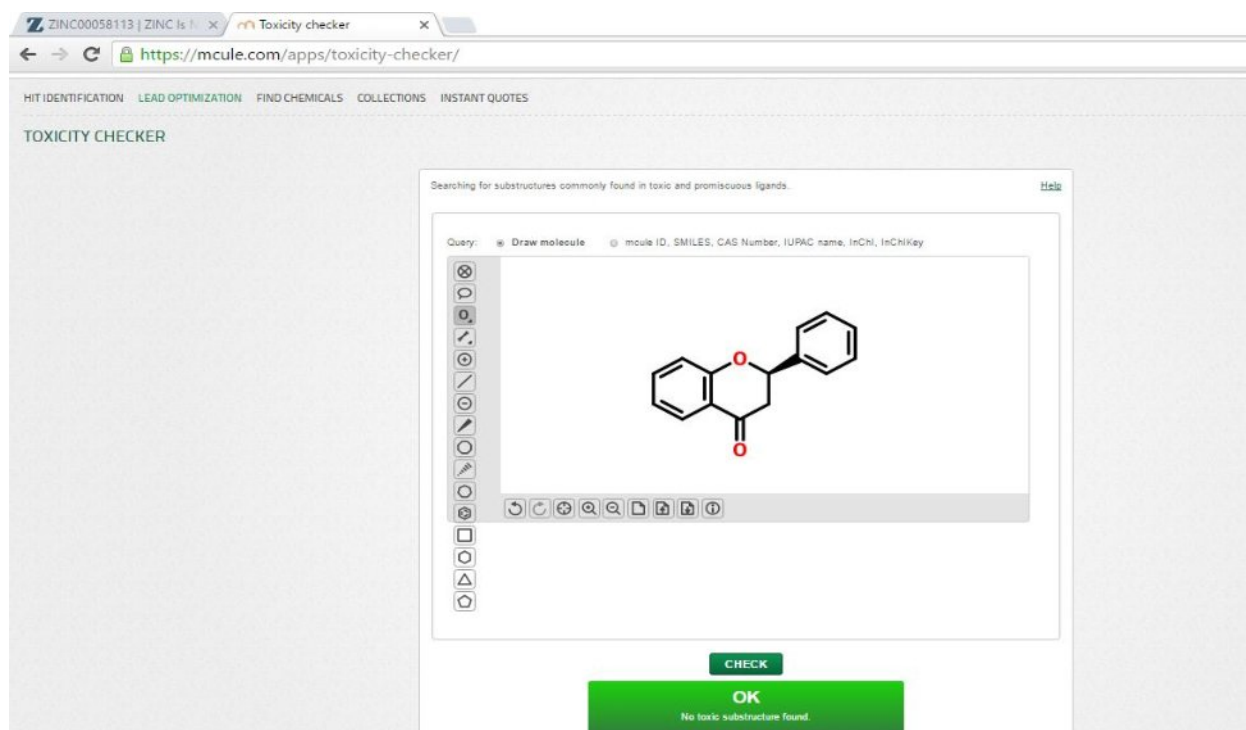 ZINC00058113 | ZINC Is N
Toxicity checker
https://mcule.com/apps/toxicity-checker/
HIT IDENTIFICATION LEAD OPTIMIZATION FIND CHEMICALS COLLECTIONS INSTANT QUOTES
TOXICITY CHECKER
Searching for substructures commonly found in toxic and promiscuous ligands. Help
Query: Draw molecule mcule ID, SMILES, CAS Number, IUPAC name, InChI, InChIKey
O
O
O
CHECK
OK
No toxic substructure found.